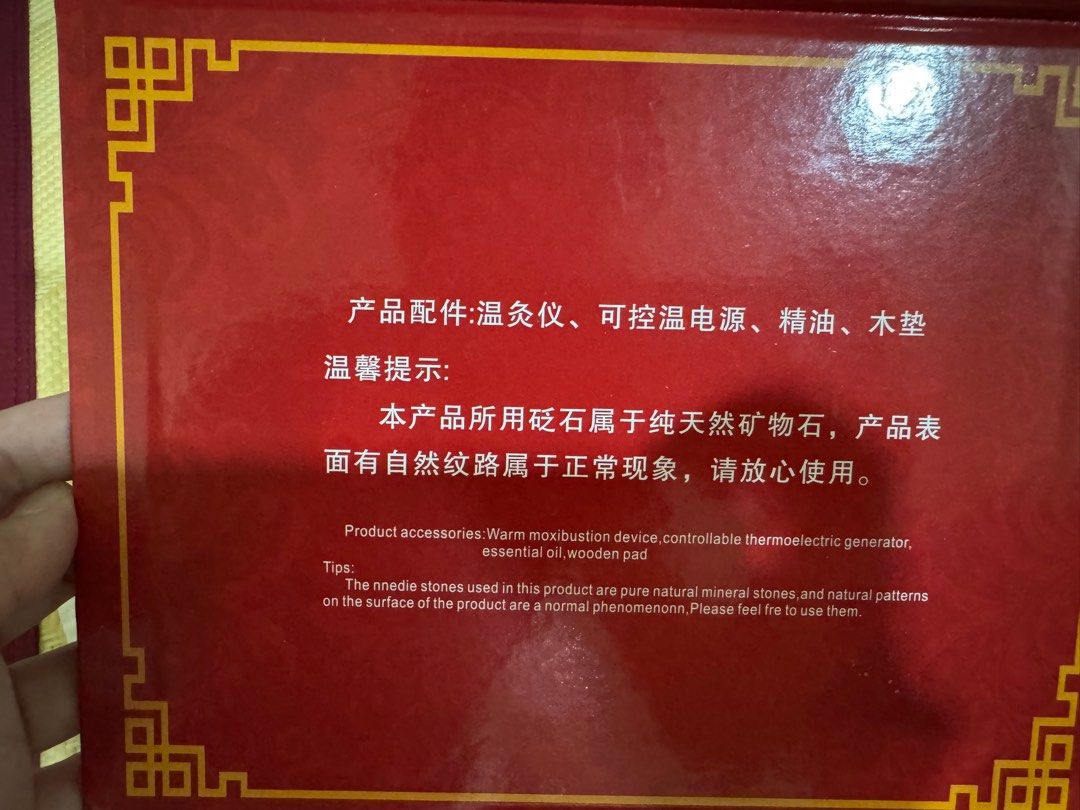 产品配件:温灸仪、可控温电源、精油、木垫
温馨提示:
本产品所用砭石属于纯天然矿物石，产品表
面有自然纹路属于正常现象，请放心使用。
Product accessories:Warm moxibustion device,controllable thermoelectric generator,
essential oil,wooden pad
Tips:
The nnedie stones used in this product are pure natural mineral stones,and natural patterns
on the surface of the product are a normal phenomenonn,Please feel fre to use them.